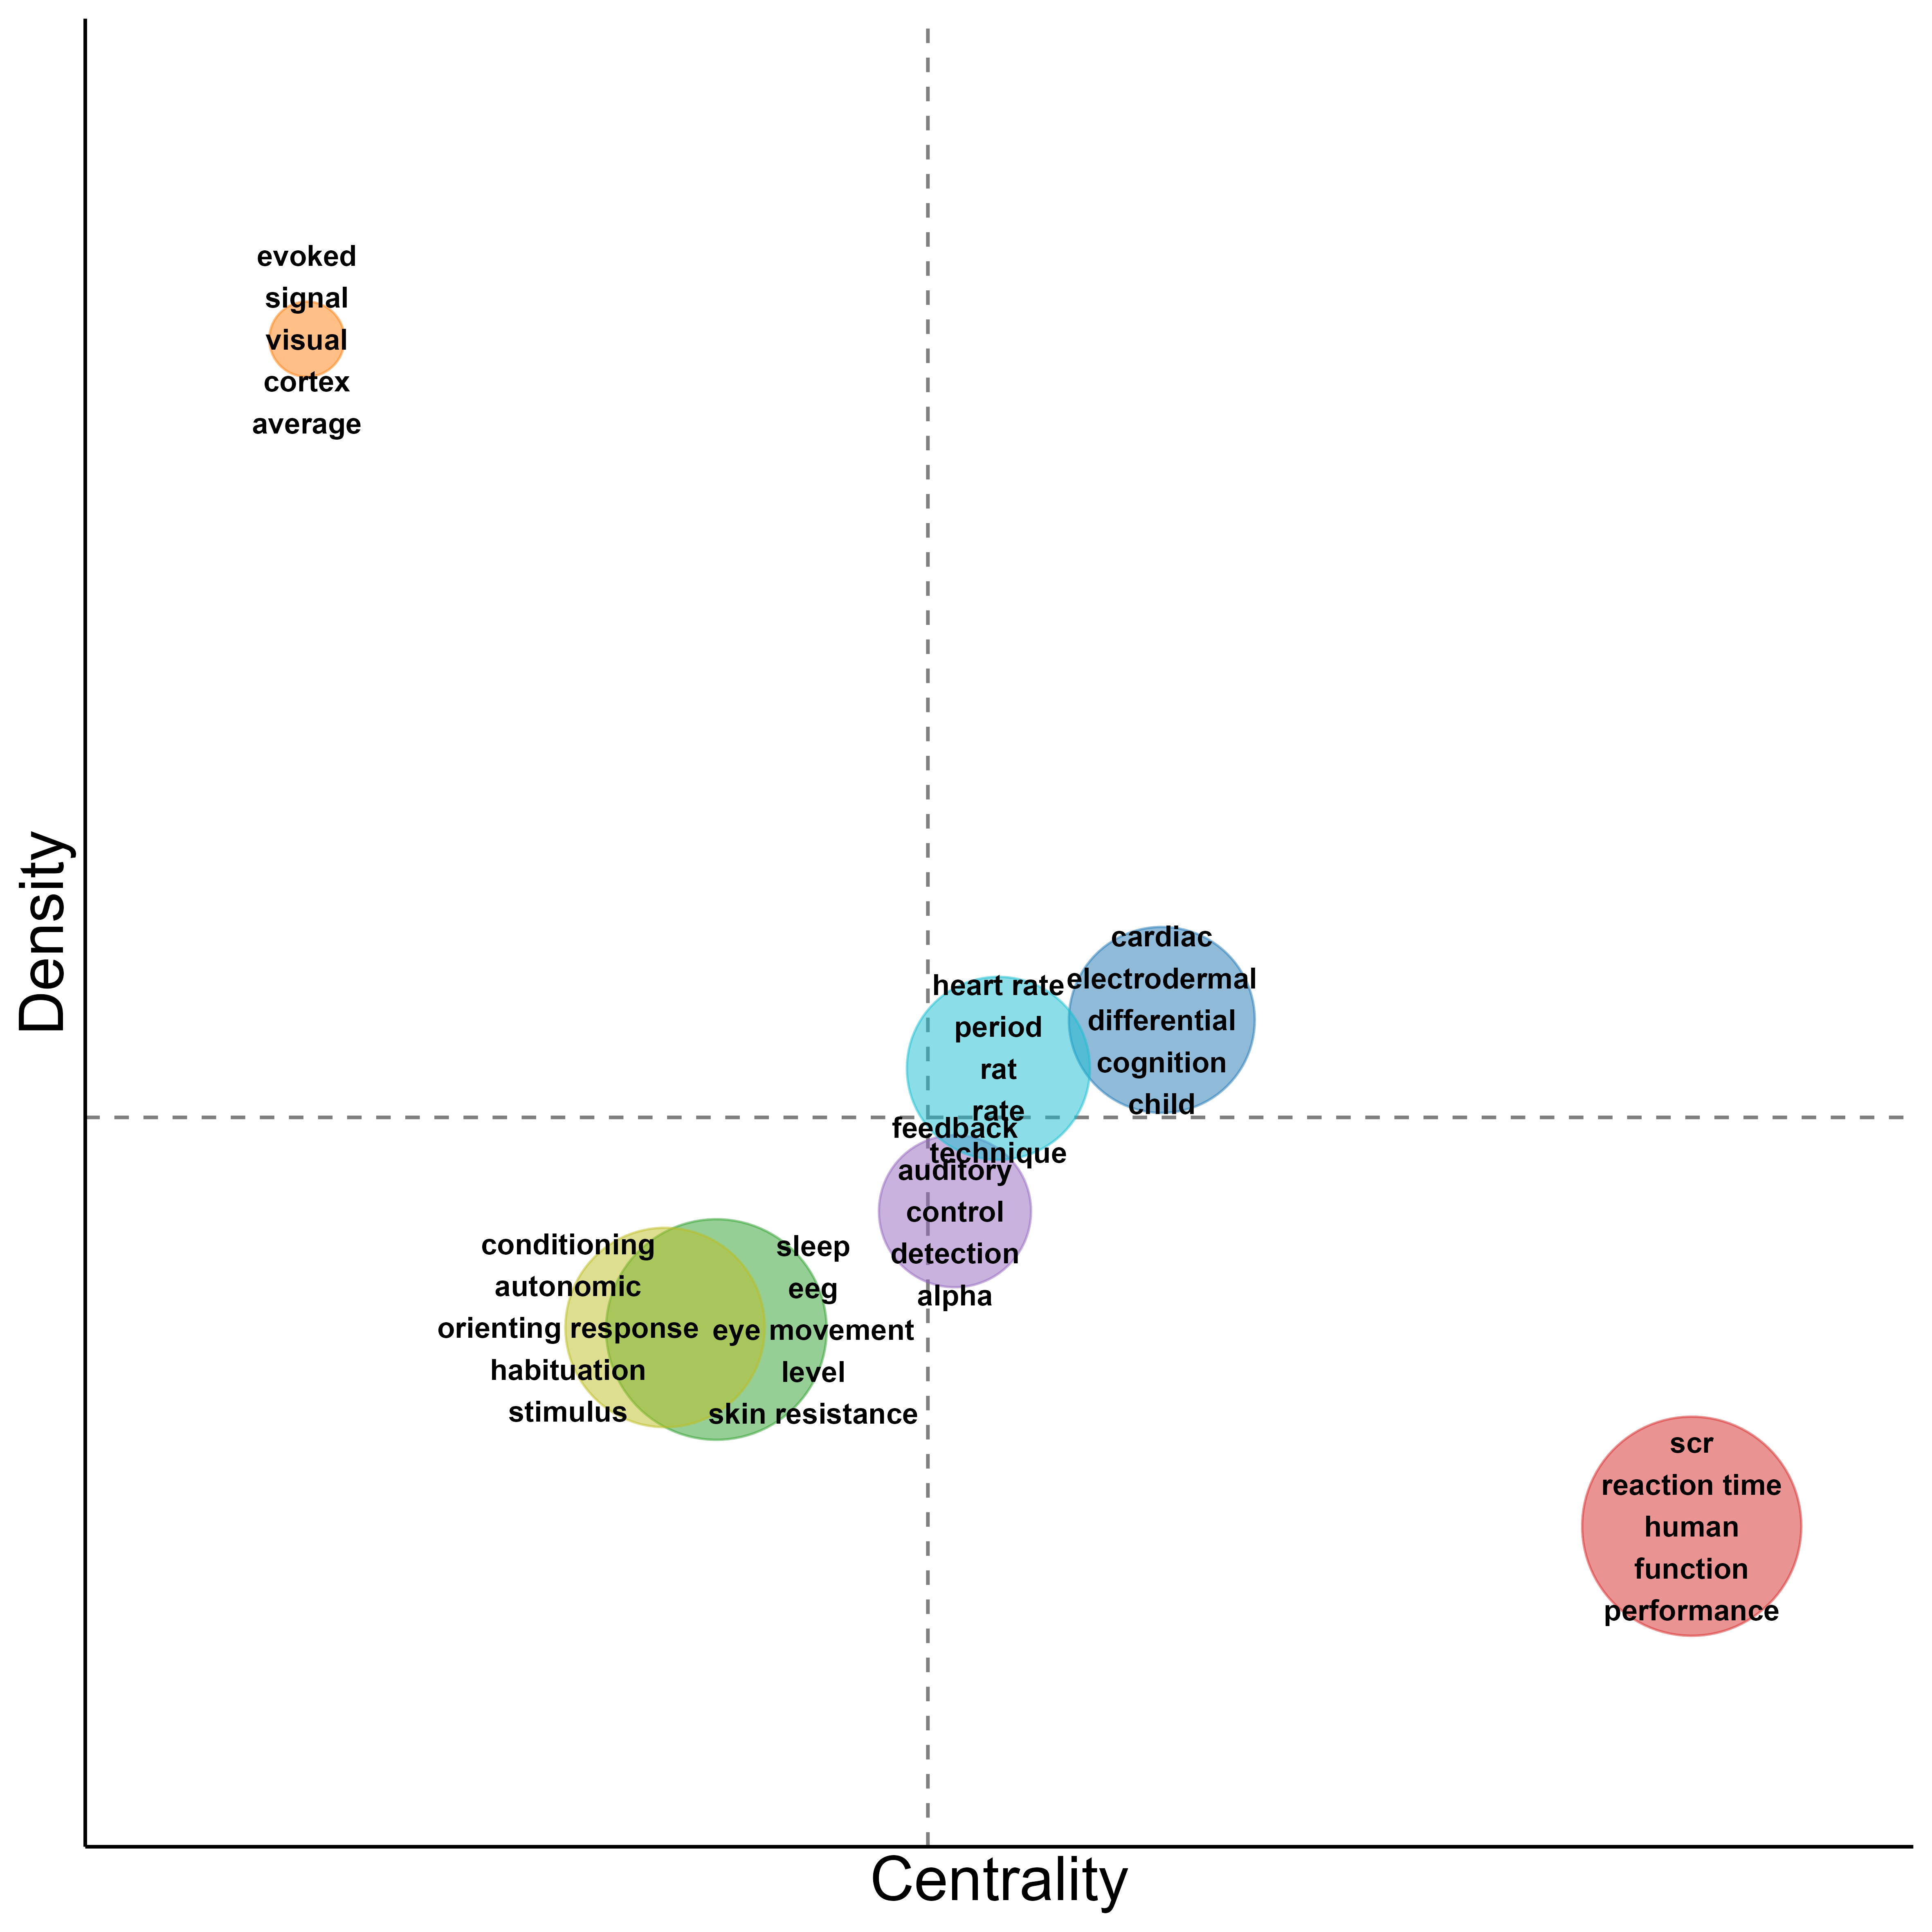 evoked
signal
visual
cortex
average
cardiac
electrodermal
differential
cognition
child
heart rate
period
rat
rate
technique
feedback
auditory
control
detection
alpha
conditioning
autonomic
orienting response
habituation
stimulus
sleep
eeg
eye movement
level
skin resistance
scr
reaction time
human
function
performance
Density
Centrality